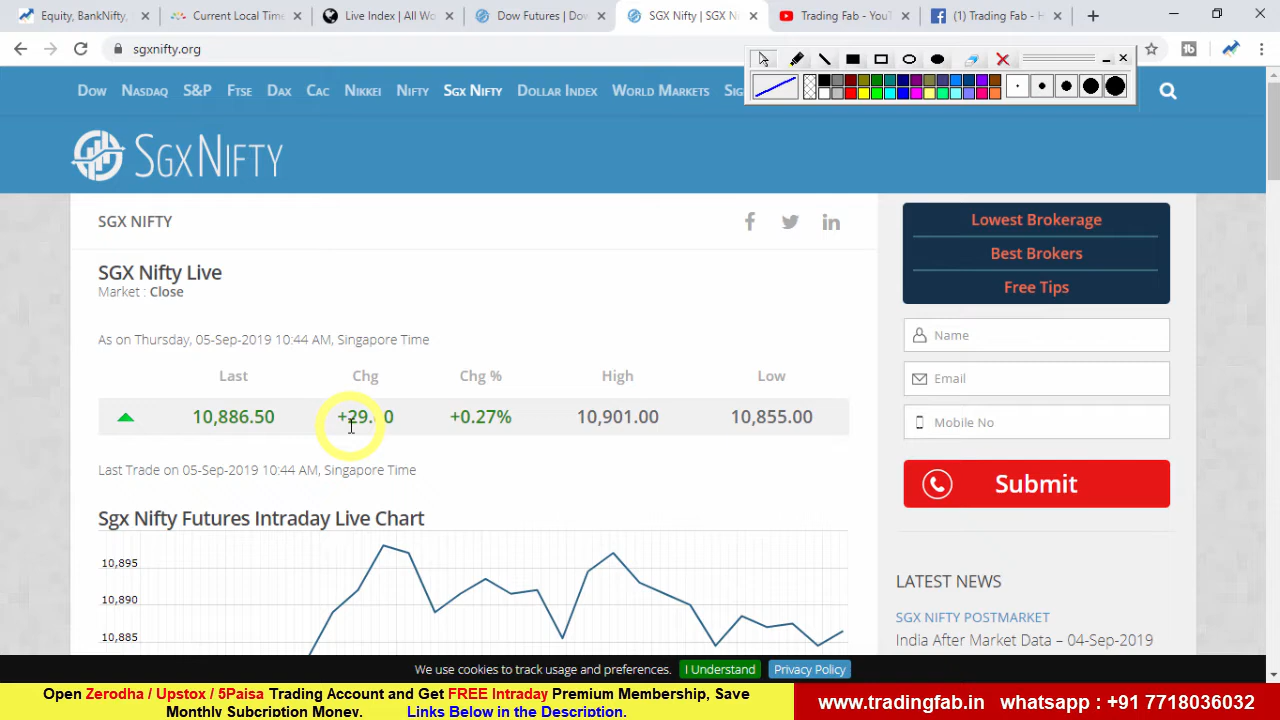 Equity, BankNifty,
Current Local Tim
Live Index | All Wo
Dow Futures | Dow
SGX Nifty | SGX N
Trading Fab - YouT
(1) Trading Fab - H
sgxnifty.org
Dow Nasdaq S&P Ftse Dax Cac Nikkei Nifty Sgx Nifty Dollar Index World Markets
SGXNIFTY
SGX NIFTY
SGX Nifty Live
Market : Close
As on Thursday, 05-Sep-2019 10:44 AM, Singapore Time
Last Chg Chg % High Low
10,886.50 +29. 0 +0.27% 10,901.00 10,855.00
Last Trade on 05-Sep-2019 10:44 AM, Singapore Time
Sgx Nifty Futures Intraday Live Chart
10,895
10,890
10,885
Lowest Brokerage
Best Brokers
Free Tips
Name
Email
Mobile No
Submit
LATEST NEWS
SGX NIFTY POSTMARKET
India After Market Data – 04-Sep-2019
We use cookies to track usage and preferences. I Understand Privacy Policy
Open Zerodha / Upstox / 5Paisa Trading Account and Get FREE Intraday Premium Membership, Save
Monthly Subcription Money. Links Below in the Description.
www.tradingfab.in whatsapp : +91 7718036032